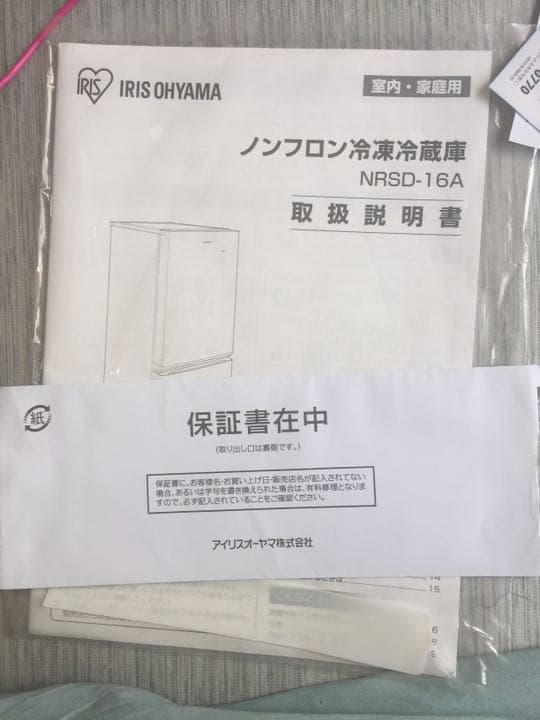 IRIS IRIS OHYAMA
室内・家庭用
0770
ノンフロン冷凍冷蔵庫
NRSD-16A
取扱説明書
紙
保証書在中
(取り出し口は裏側です。)
保証書に、お客様名・お買い上げ日・販売店名が記入されてない
場合、あるいは字句を書き換えられた場合は、有料修理となりま
すので、必ず記入されていることをご確認ください。
アイリスオーヤマ株式会社
14
15
6